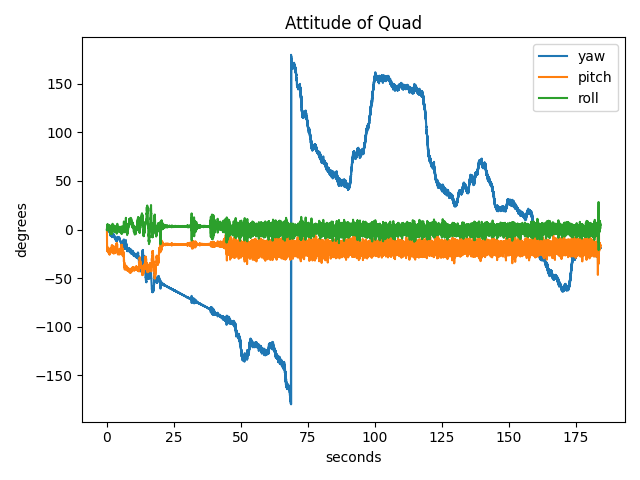 Attitude of Quad
degrees
150
100
50
0
−50
−100
−150
yaw
pitch
roll
0 25 50 75 100 125 150 175
seconds